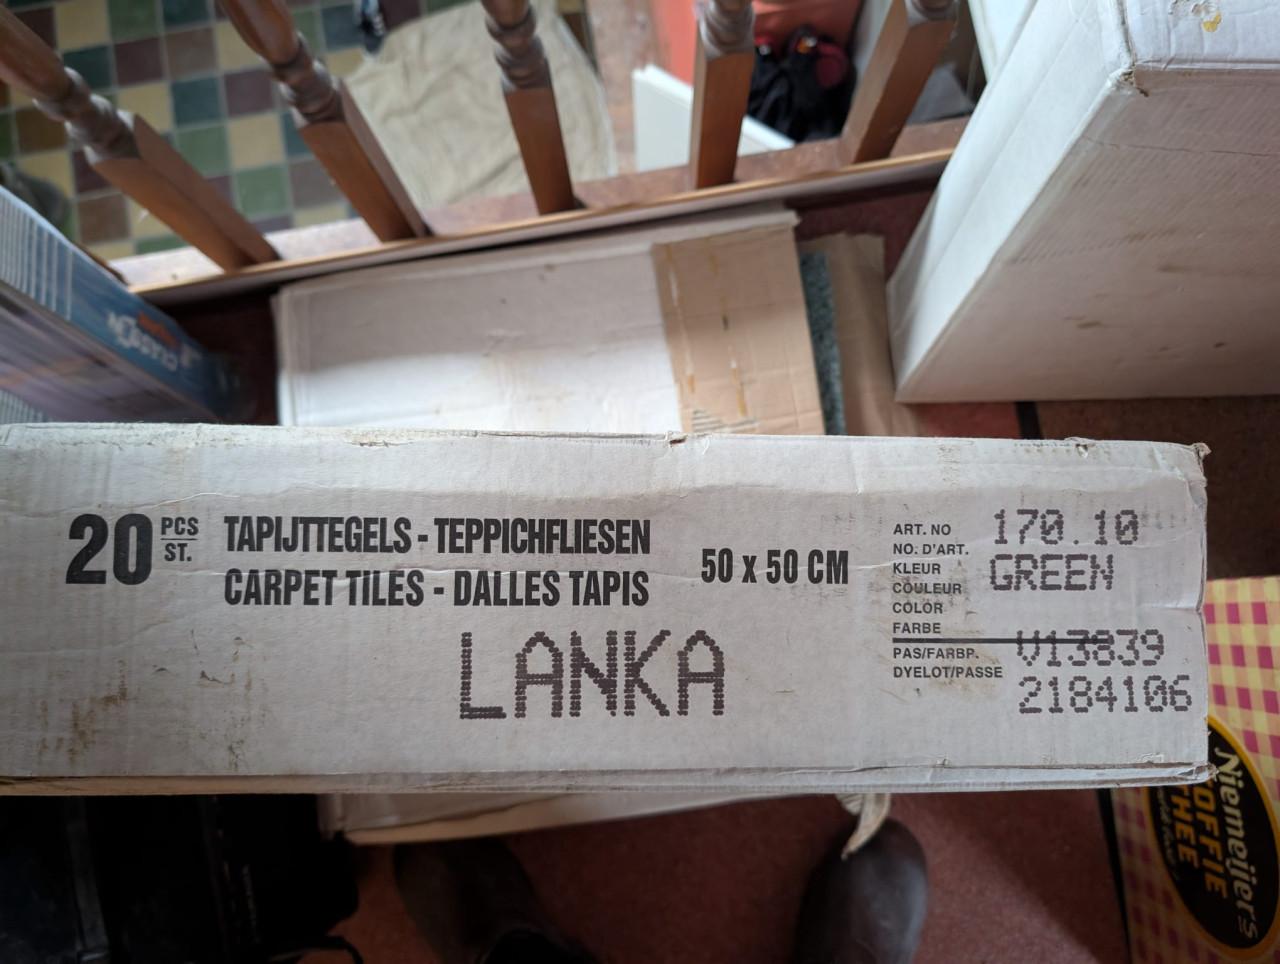 20 PCS
ST.
TAPIJTTEGELS - TEPPICHFLIESEN
CARPET TILES - DALLES TAPIS
50 x 50 CM
LANKA
ART. NO
NO. D'ART.
170.10
KLEUR
COULEUR
COLOR
FARBE
GREEN
PAS/FARBP.
DYELOT/PASSE
V13839
2184106
Niemeijer's
KOFFIE
THEE